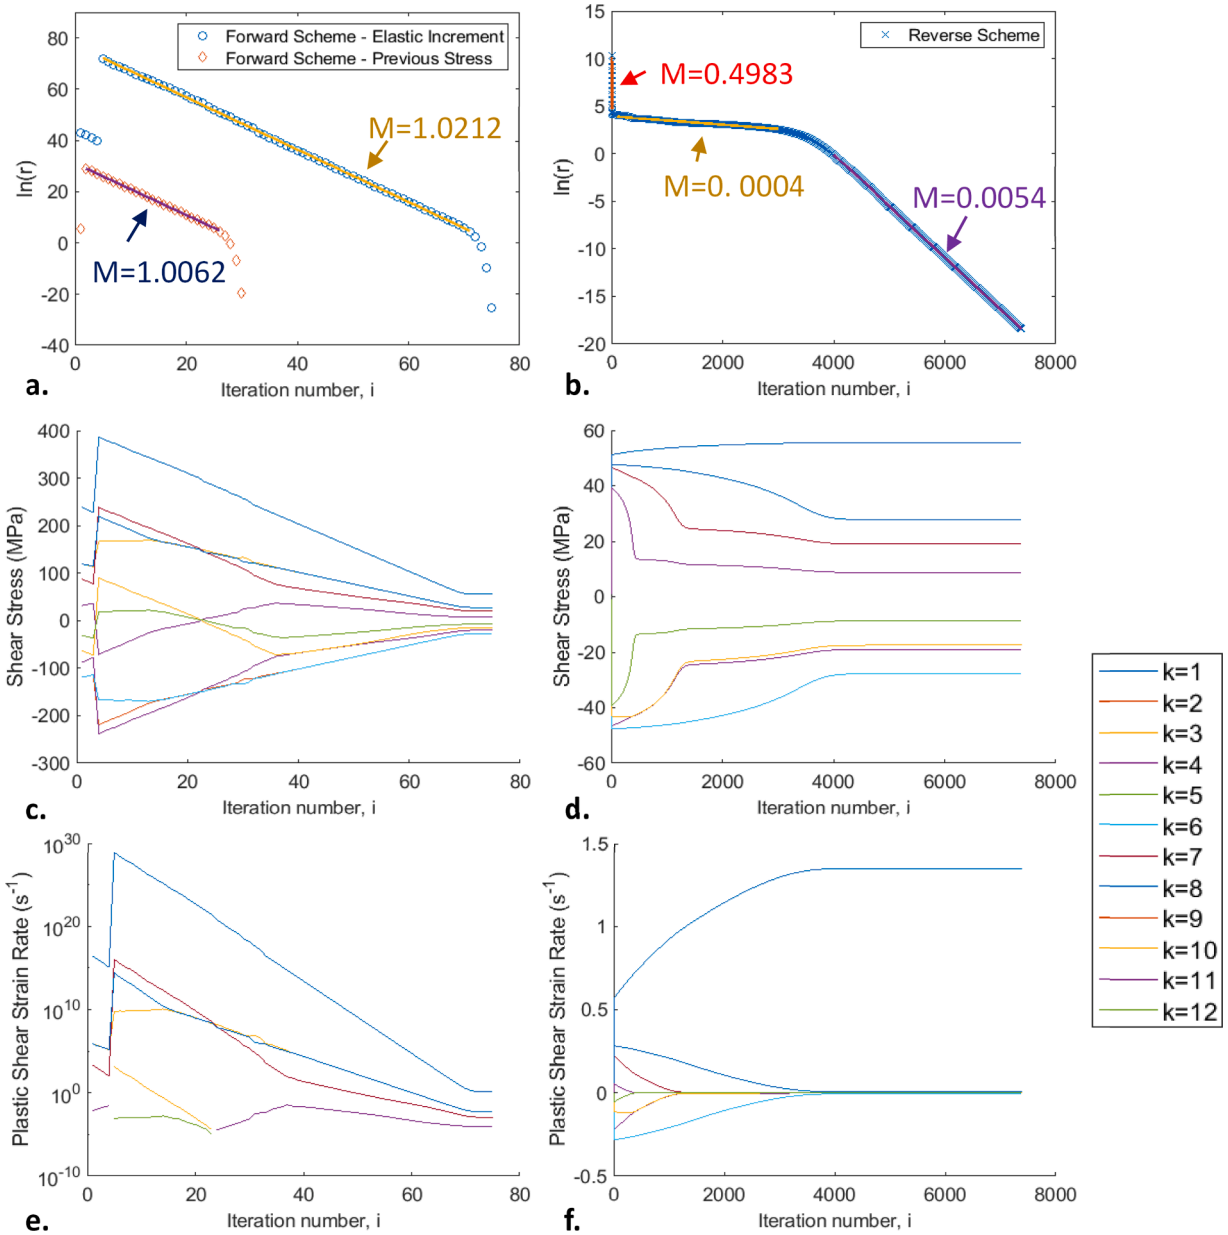 80
60
40
20
0
-20
-40
ln(r)
Forward Scheme - Elastic Increment
Forward Scheme - Previous Stress
M=1.0212
M=1.0062
0
20
40
60
80
Iteration number, i
a.
15
10
5
0
-5
-10
-15
-20
ln(r)
Reverse Scheme
M=0.4983
M=0. 0004
M=0.0054
0
2000
4000
6000
8000
Iteration number, i
b.
400
300
200
100
0
-100
-200
-300
Shear Stress (MPa)
0
20
40
60
80
Iteration number, i
c.
60
40
20
0
-20
-40
-60
Shear Stress (MPa)
0
2000
4000
6000
8000
Iteration number, i
d.
10^30
10^20
10^10
10^0
10^-10
Plastic Shear Strain Rate (s^-1)
0
20
40
60
80
Iteration number, i
e.
1.5
1
0.5
0
-0.5
Plastic Shear Strain Rate (s^-1)
0
2000
4000
6000
8000
Iteration number, i
f.
k=1
k=2
k=3
k=4
k=5
k=6
k=7
k=8
k=9
k=10
k=11
k=12